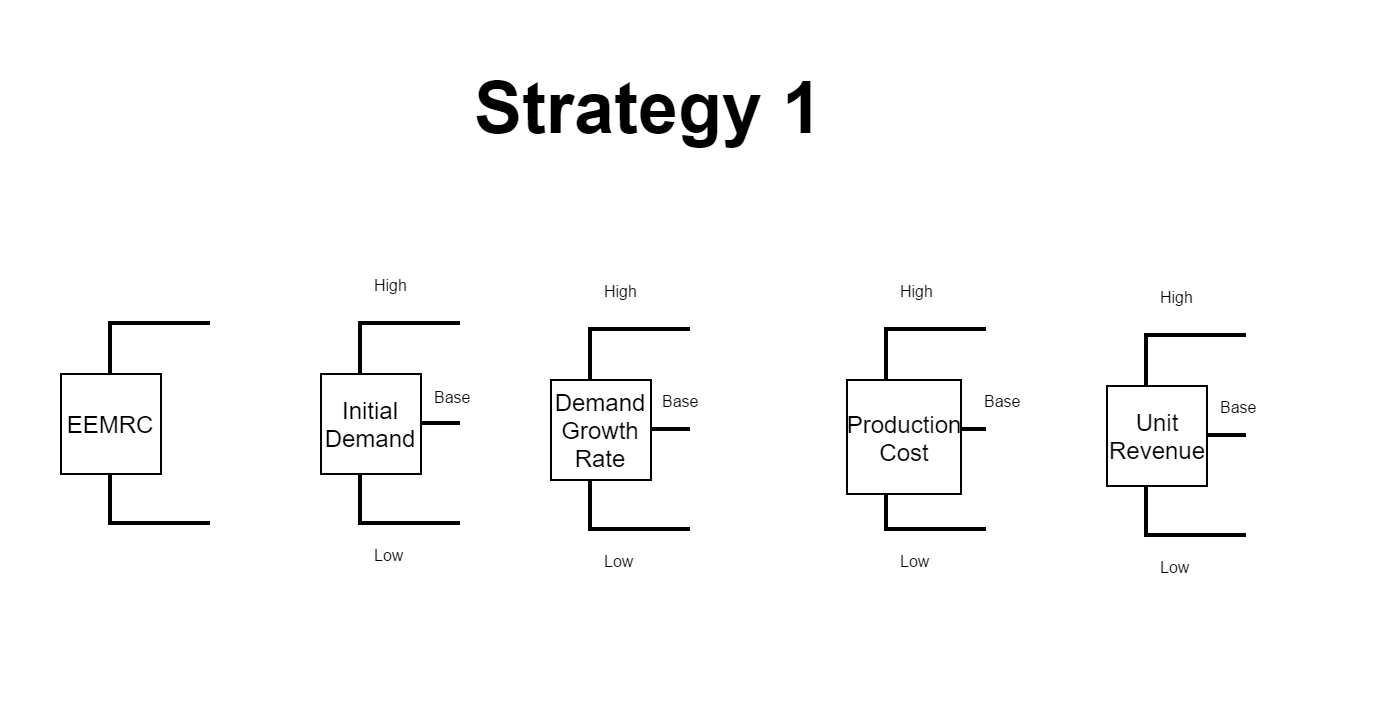 Strategy 1
EEMRC
High
Initial
Demand
Base
Low
High
Demand
Growth
Rate
Base
Low
High
Production
Cost
Base
Low
High
Unit
Revenue
Base
Low